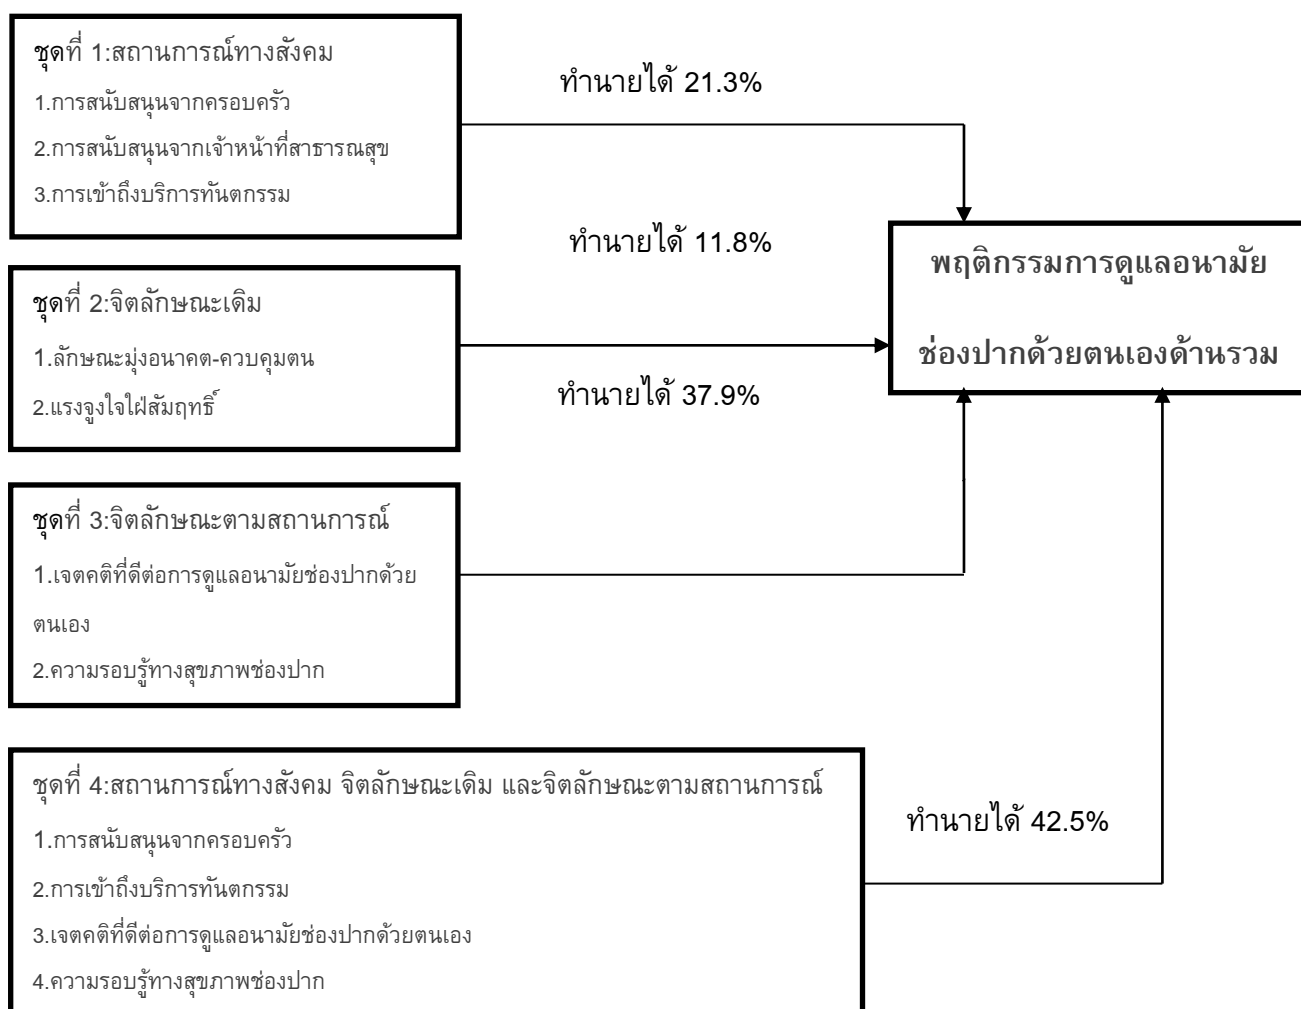 ชุดที่ 1:สถานการณ์ทางสังคม
1.การสนับสนุนจากครอบครัว
2.การสนับสนุนจากเจ้าหน้าที่สาธารณสุข
3.การเข้าถึงบริการทันตกรรม
ทำนายได้ 21.3%
ทำนายได้ 11.8%
ชุดที่ 2:จิตลักษณะเดิม
1.ลักษณะมุ่งอนาคต-ควบคุมตน
2.แรงจูงใจใฝ่สัมฤทธิ์
ทำนายได้ 37.9%
พฤติกรรมการดูแลอนามัย
ช่องปากด้วยตนเองด้านรวม
ชุดที่ 3:จิตลักษณะตามสถานการณ์
1.เจตคติที่ดีต่อการดูแลอนามัยช่องปากด้วย
ตนเอง
2.ความรอบรู้ทางสุขภาพช่องปาก
ชุดที่ 4:สถานการณ์ทางสังคม จิตลักษณะเดิม และจิตลักษณะตามสถานการณ์
1.การสนับสนุนจากครอบครัว
2.การเข้าถึงบริการทันตกรรม
3.เจตคติที่ดีต่อการดูแลอนามัยช่องปากด้วยตนเอง
4.ความรอบรู้ทางสุขภาพช่องปาก
ทำนายได้ 42.5%